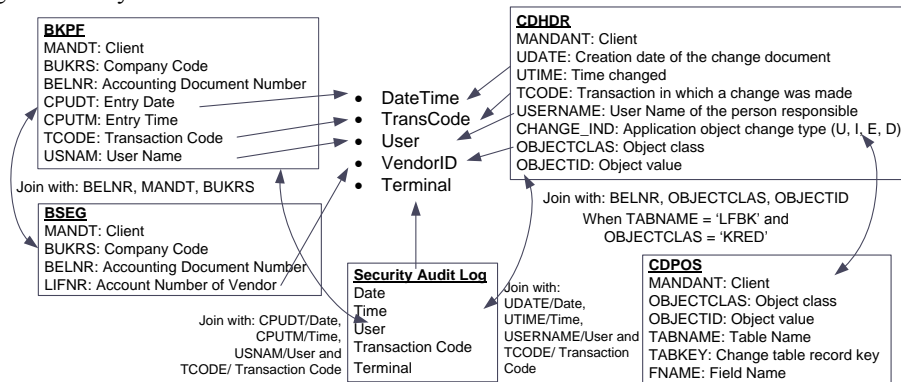 BKPF
MANDT: Client
BUKRS: Company Code
BELNR: Accounting Document Number
CPUDT: Entry Date
CPUTM: Entry Time
TCODE: Transaction Code
USNAM: User Name
Join with: BELNR, MANDT, BUKRS
BSEG
MANDT: Client
BUKRS: Company Code
BELNR: Accounting Document Number
LIFNR: Account Number of Vendor
• DateTime
• TransCode
• User
• VendorID
• Terminal
CDHDR
MANDANT: Client
UDATE: Creation date of the change document
UTIME: Time changed
TCODE: Transaction in which a change was made
USERNAME: User Name of the person responsible
CHANGE_IND: Application object change type (U, I, E, D)
OBJECTCLAS: Object class
OBJECTID: Object value
Join with: BELNR, OBJECTCLAS, OBJECTID
When TABNAME = ‘LFBK’ and
OBJECTCLAS = ‘KRED’
Security Audit Log
Date
Time
User
Transaction Code
Terminal
Join with: CPUDT/Date,
CPUTM/Time,
USNAM/User and
TCODE/ Transaction Code
Join with:
UDATE/Date,
UTIME/Time,
USERNAME/User and
TCODE/ Transaction
Code
CDPOS
MANDANT: Client
OBJECTCLAS: Object class
OBJECTID: Object value
TABNAME: Table Name
TABKEY: Change table record key
FNAME: Field Name